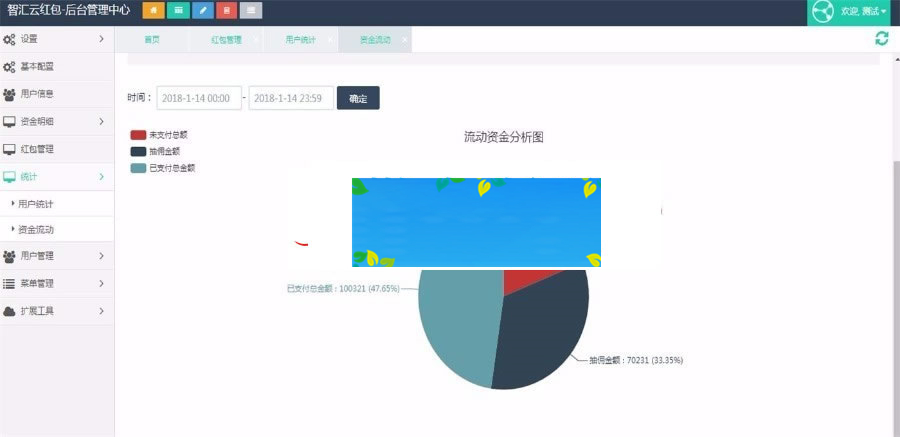 智汇云红包-后台管理中心
欢迎, 测试
设置
首页
红包管理
用户统计
资金流动
基本配置
用户信息
资金明细
红包管理
统计
用户统计
资金流动
用户管理
菜单管理
扩展工具
时间： 2018-1-14 00:00 - 2018-1-14 23:59 确定
未支付总额
抽佣金额
已支付总金额
流动资金分析图
已支付总金额 : 100321 (47.65%)
抽佣金额 : 70231 (33.35%)